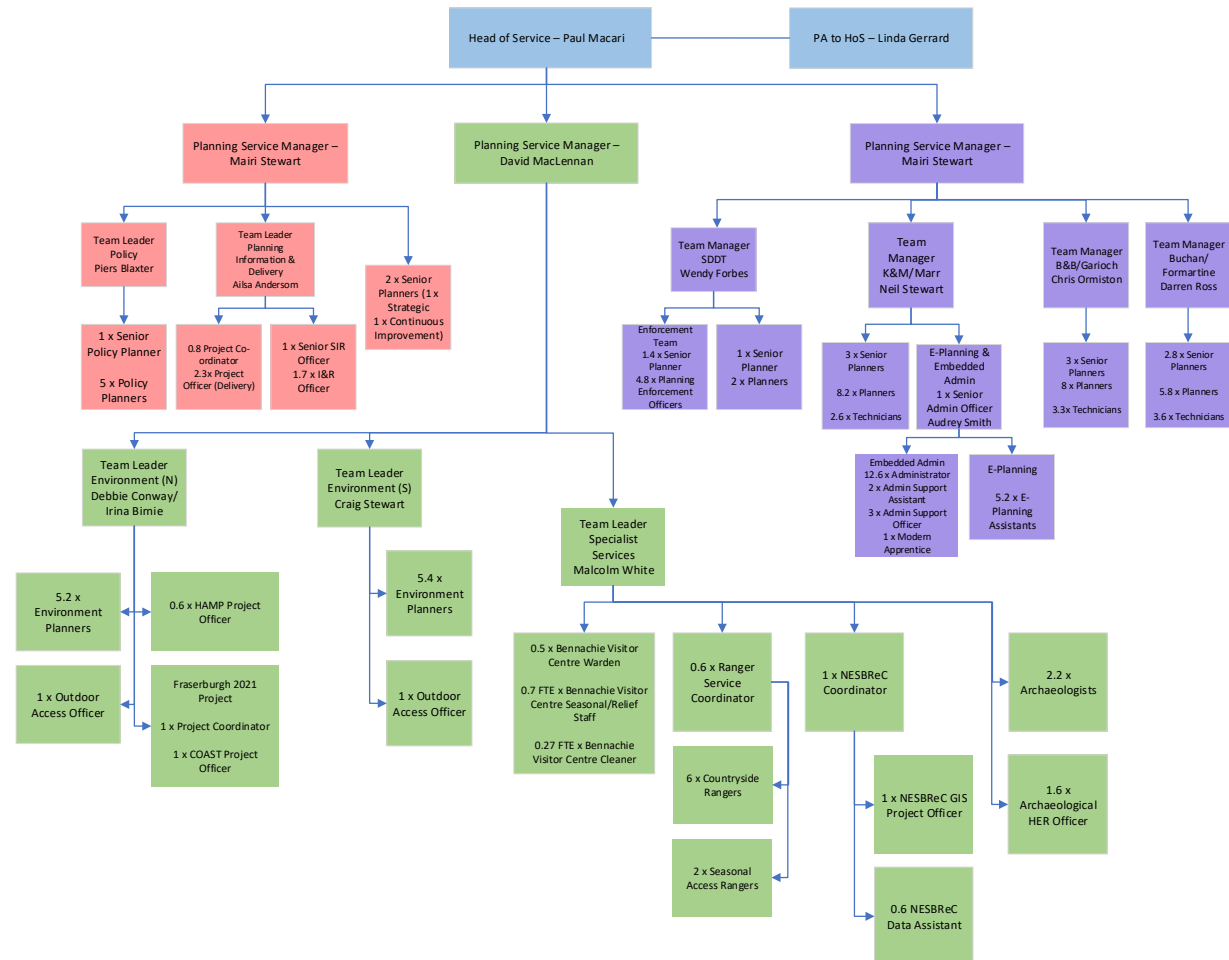 Head of Service – Paul Macari
PA to HoS – Linda Gerrard
Planning Service Manager –
Mairi Stewart
Planning Service Manager –
David MacLennan
Planning Service Manager –
Mairi Stewart
Team Leader
Policy
Piers Blaxter
Team Leader
Planning
Information &
Delivery
Ailsa Anderson
2 x Senior
Planners (1 x
Strategic
1 x Continuous
Improvement)
1 x Senior
Policy Planner
5 x Policy
Planners
0.8 Project Co-
ordinator
2.3x Project
Officer (Delivery)
1 x Senior SIR
Officer
1.7 x I&R
Officer
Team Manager
SDDT
Wendy Forbes
Team
Manager
K&M/Marr
Neil Stewart
Team Manager
B&B/Garioch
Chris Ormiston
Team Manager
Buchan/
Formartine
Darren Ross
Enforcement
Team
1.4 x Senior
Planner
4.8 x Planning
Enforcement
Officers
1 x Senior
Planner
2 x Planners
3 x Senior
Planners
8.2 x Planners
2.6 x Technicians
E-Planning &
Embedded
Admin
1 x Senior
Admin Officer
Audrey Smith
3 x Senior
Planners
8 x Planners
3.3x Technicians
2.8 x Senior
Planners
5.8 x Planners
3.6 x Technicians
Embedded Admin
12.6 x Administrator
2 x Admin Support
Assistant
3 x Admin Support
Officer
1 x Modern
Apprentice
E-Planning
5.2 x E-
Planning
Assistants
Team Leader
Environment (N)
Debbie Conway/
Irina Birnie
Team Leader
Environment (S)
Craig Stewart
Team Leader
Specialist
Services
Malcolm White
5.2 x
Environment
Planners
0.6 x HAMP Project
Officer
1 x Outdoor
Access Officer
Fraserburgh 2021
Project
1 x Project Coordinator
1 x COAST Project
Officer
5.4 x
Environment
Planners
1 x Outdoor
Access Officer
0.5 x Bennachie Visitor
Centre Warden
0.7 FTE x Bennachie Visitor
Centre Seasonal/Relief
Staff
0.27 FTE x Bennachie
Visitor Centre Cleaner
0.6 x Ranger
Service
Coordinator
6 x Countryside
Rangers
2 x Seasonal
Access Rangers
1 x NESBReC
Coordinator
1 x NESBReC GIS
Project Officer
0.6 NESBReC
Data Assistant
2.2 x
Archaeologists
1.6 x
Archaeological
HER Officer